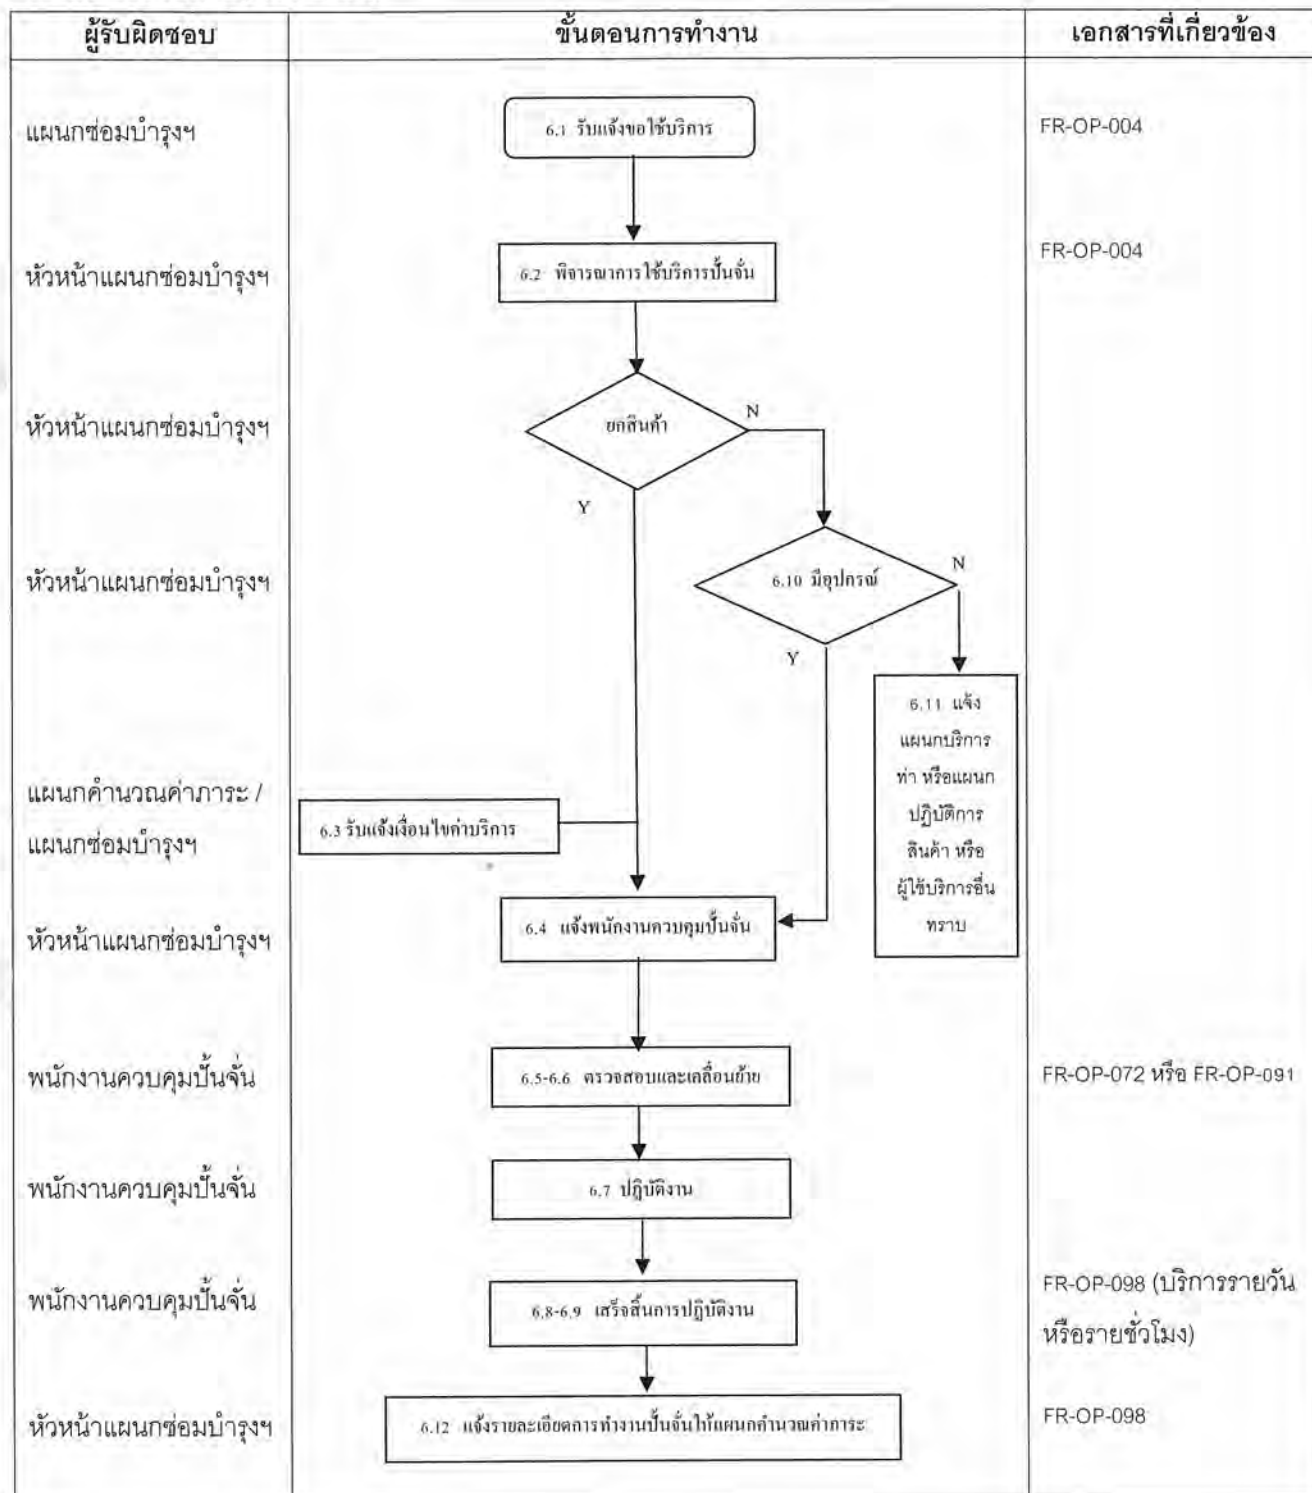 ผู้รับผิดชอบ
ขั้นตอนการทำงาน
เอกสารที่เกี่ยวข้อง
แผนกซ่อมบำรุงฯ
6.1 รับแจ้งขอใช้บริการ
FR-OP-004
หัวหน้าแผนกซ่อมบำรุงฯ
6.2 พิจารณาการใช้บริการปั้นจั่น
FR-OP-004
หัวหน้าแผนกซ่อมบำรุงฯ
ยกสินค้า
N
Y
หัวหน้าแผนกซ่อมบำรุงฯ
6.10 มีอุปกรณ์
N
Y
6.11 แจ้ง
แผนกบริการ
ท่า หรือแผนก
ปฏิบัติการ
สินค้า หรือ
ผู้ใช้บริการอื่น
ทราบ
แผนกคำนวณค่าภาระ /
แผนกซ่อมบำรุงฯ
6.3 รับแจ้งเงื่อนไขค่าบริการ
หัวหน้าแผนกซ่อมบำรุงฯ
6.4 แจ้งพนักงานควบคุมปั้นจั่น
พนักงานควบคุมปั้นจั่น
6.5-6.6 ตรวจสอบและเคลื่อนย้าย
FR-OP-072 หรือ FR-OP-091
พนักงานควบคุมปั้นจั่น
6.7 ปฏิบัติงาน
พนักงานควบคุมปั้นจั่น
6.8-6.9 เสร็จสิ้นการปฏิบัติงาน
FR-OP-098 (บริการรายวัน
หรือรายชั่วโมง)
หัวหน้าแผนกซ่อมบำรุงฯ
6.12 แจ้งรายละเอียดการทำงานปั้นจั่นให้แผนกคำนวณค่าภาระ
FR-OP-098